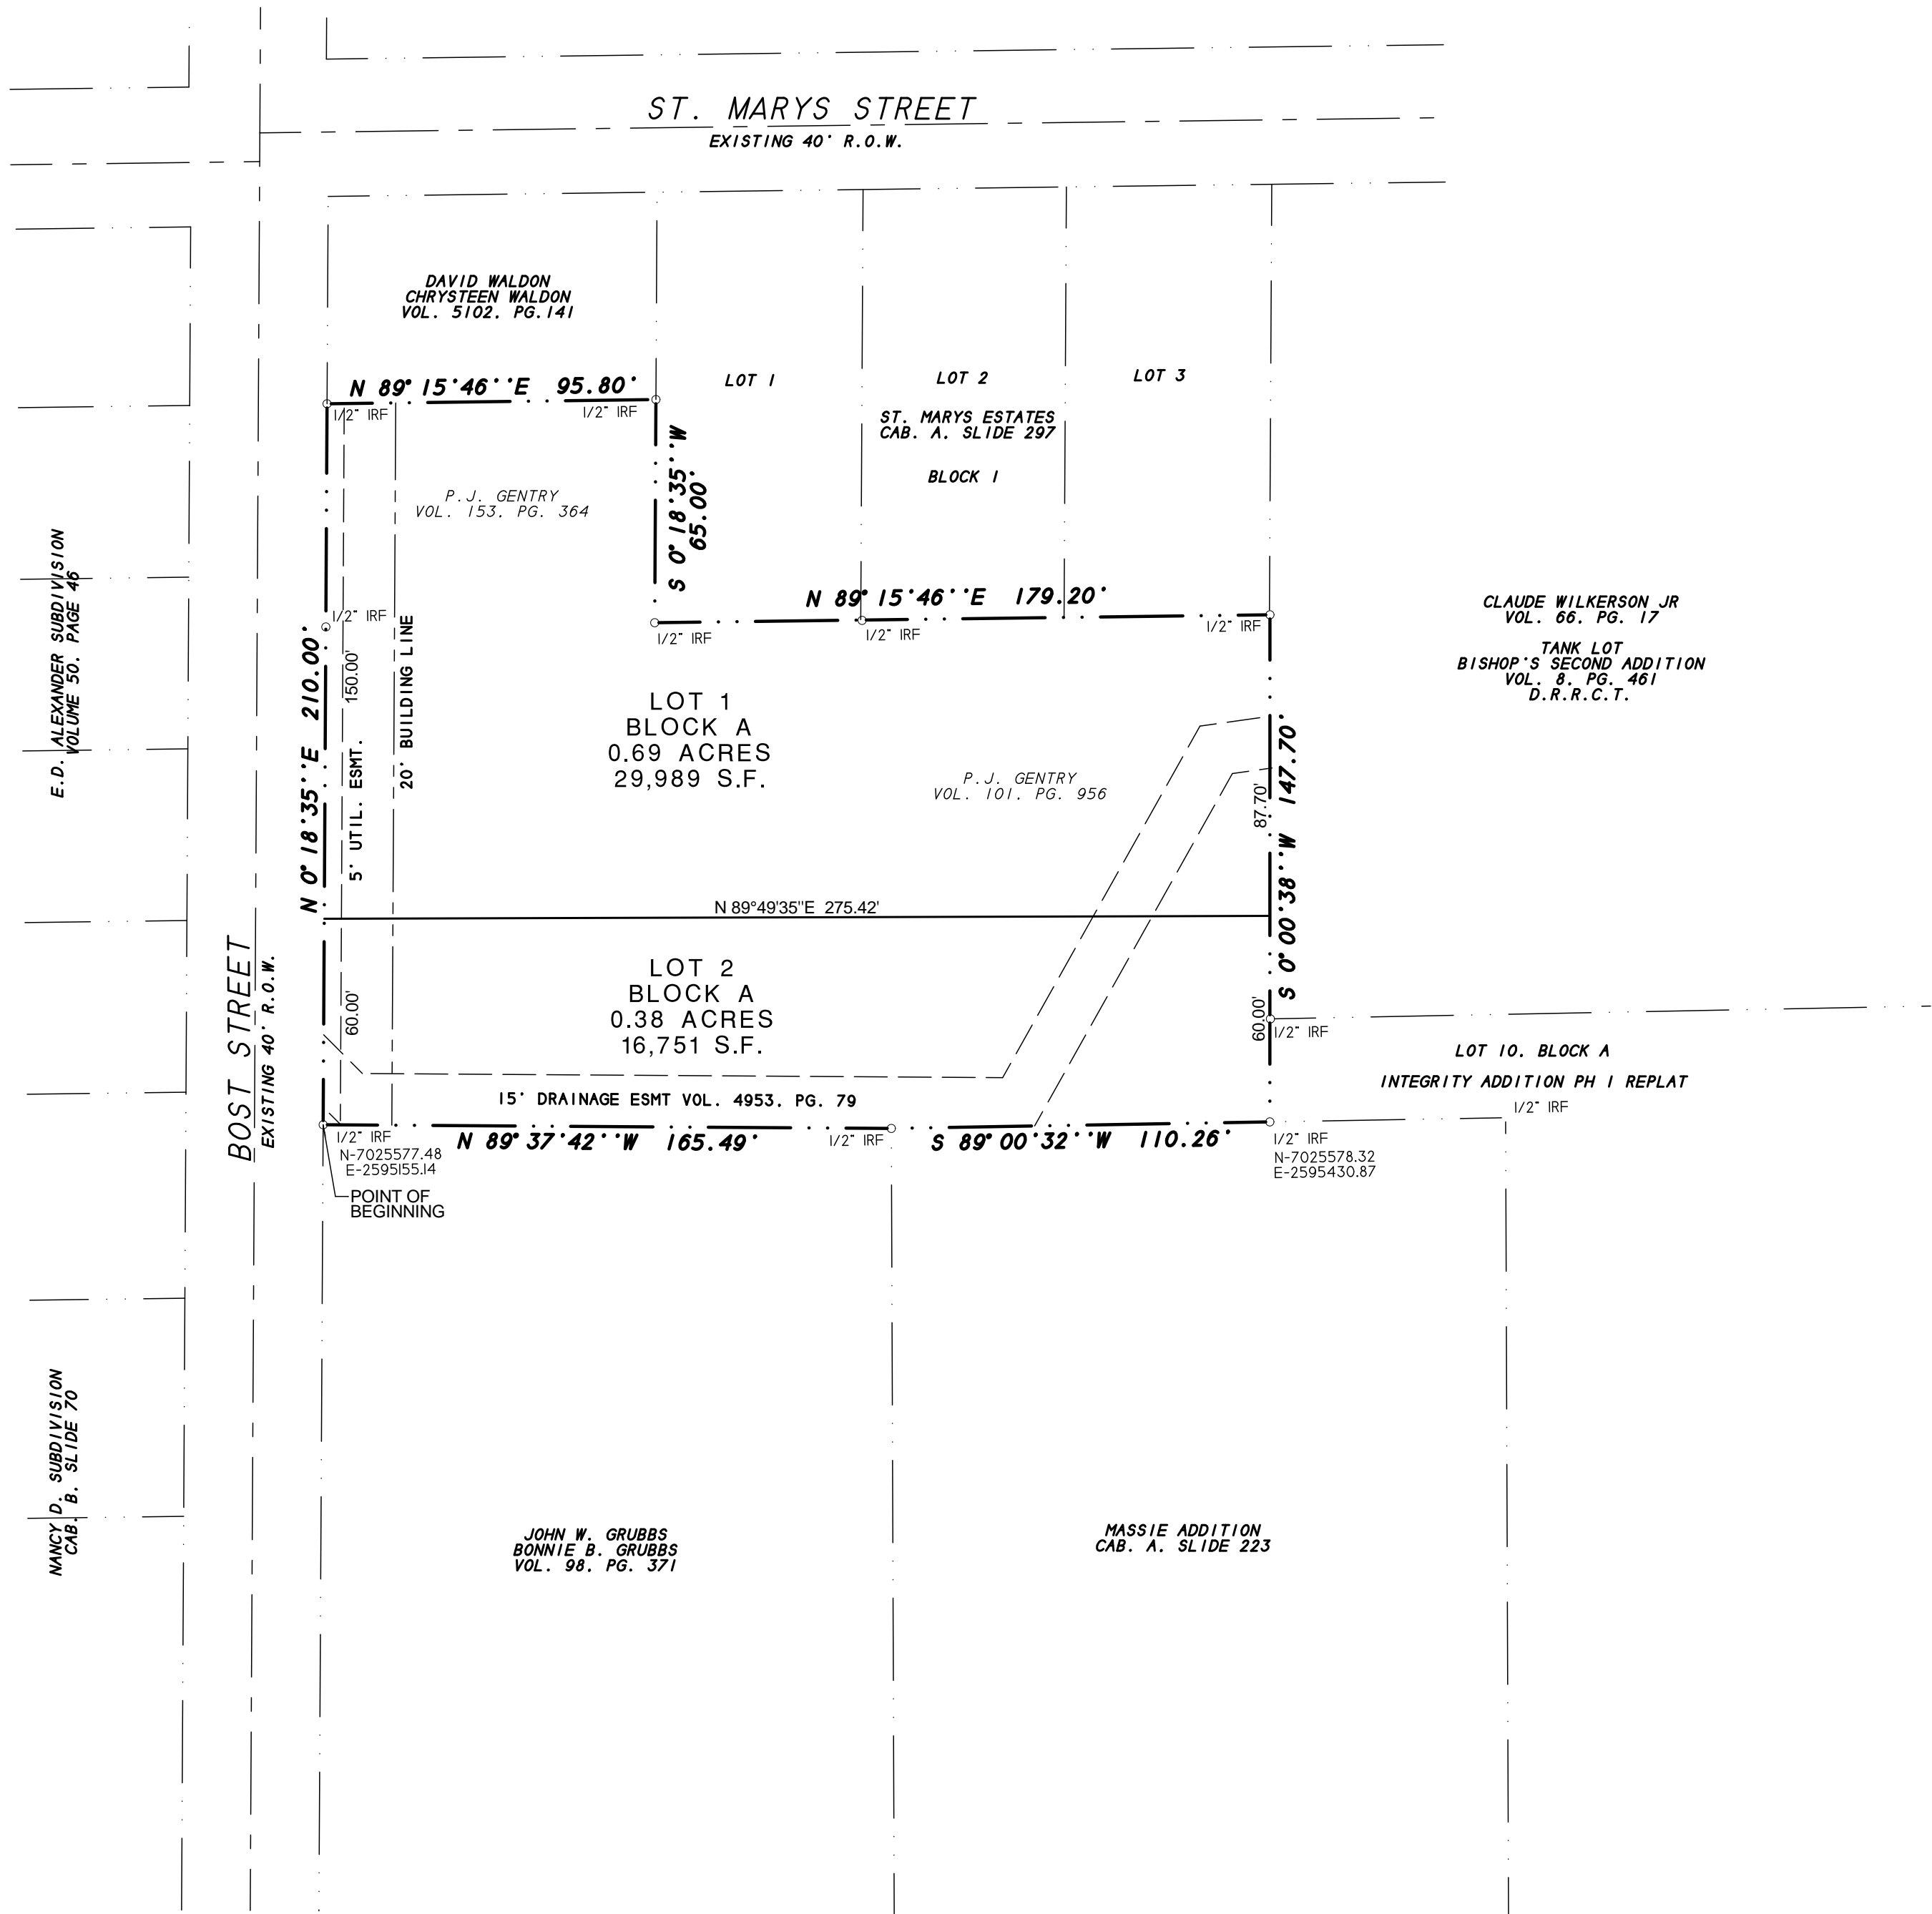 ST. MARYS STREET
EXISTING 40' R.O.W.
DAVID WALDON
CHRYSTEEN WALDON
VOL. 5102, PG.141
N 89°15'46''E 95.80'
1/2" IRF
1/2" IRF
LOT 1
LOT 2
LOT 3
ST. MARYS ESTATES
CAB. A, SLIDE 297
BLOCK 1
S 0°18'35''W
65.00'
P.J. GENTRY
VOL. 153, PG. 364
E.D. ALEXANDER SUBDIVISION
VOLUME 50, PAGE 46
N 89°15'46''E 179.20'
1/2" IRF
1/2" IRF
1/2" IRF
1/2" IRF
CLAUDE WILKERSON JR
VOL. 66, PG. 17
TANK LOT
BISHOP'S SECOND ADDITION
VOL. 8, PG. 461
D.R.R.C.T.
N 0°18'35''E 210.00'
150.00'
5' UTIL. ESMT.
20' BUILDING LINE
LOT 1
BLOCK A
0.69 ACRES
29,989 S.F.
P.J. GENTRY
VOL. 101, PG. 956
87.70'
S 0°00'38''W 147.70'
N 89°49'35"E 275.42'
BOST STREET
EXISTING 40' R.O.W.
60.00'
LOT 2
BLOCK A
0.38 ACRES
16,751 S.F.
60.00'
1/2" IRF
LOT 10, BLOCK A
INTEGRITY ADDITION PH 1 REPLAT
1/2" IRF
15' DRAINAGE ESMT VOL. 4953, PG. 79
1/2" IRF
N-7025577.48
E-2595155.14
N 89°37'42''W 165.49'
1/2" IRF
S 89°00'32''W 110.26'
1/2" IRF
N-7025578.32
E-2595430.87
POINT OF
BEGINNING
NANCY D. SUBDIVISION
CAB. B, SLIDE 70
JOHN W. GRUBBS
BONNIE B. GRUBBS
VOL. 98, PG. 371
MASSIE ADDITION
CAB. A, SLIDE 223